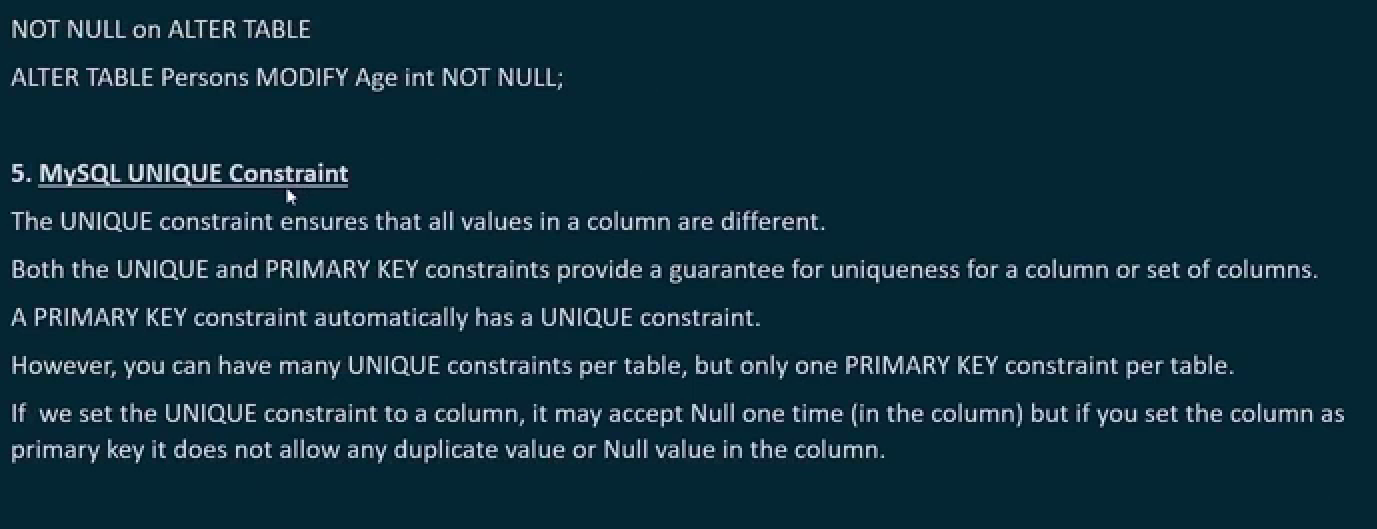 NOT NULL on ALTER TABLE
ALTER TABLE Persons MODIFY Age int NOT NULL;
5. MySQL UNIQUE Constraint
The UNIQUE constraint ensures that all values in a column are different.
Both the UNIQUE and PRIMARY KEY constraints provide a guarantee for uniqueness for a column or set of columns.
A PRIMARY KEY constraint automatically has a UNIQUE constraint.
However, you can have many UNIQUE constraints per table, but only one PRIMARY KEY constraint per table.
If  we set the UNIQUE constraint to a column, it may accept Null one time (in the column) but if you set the column as
primary key it does not allow any duplicate value or Null value in the column.